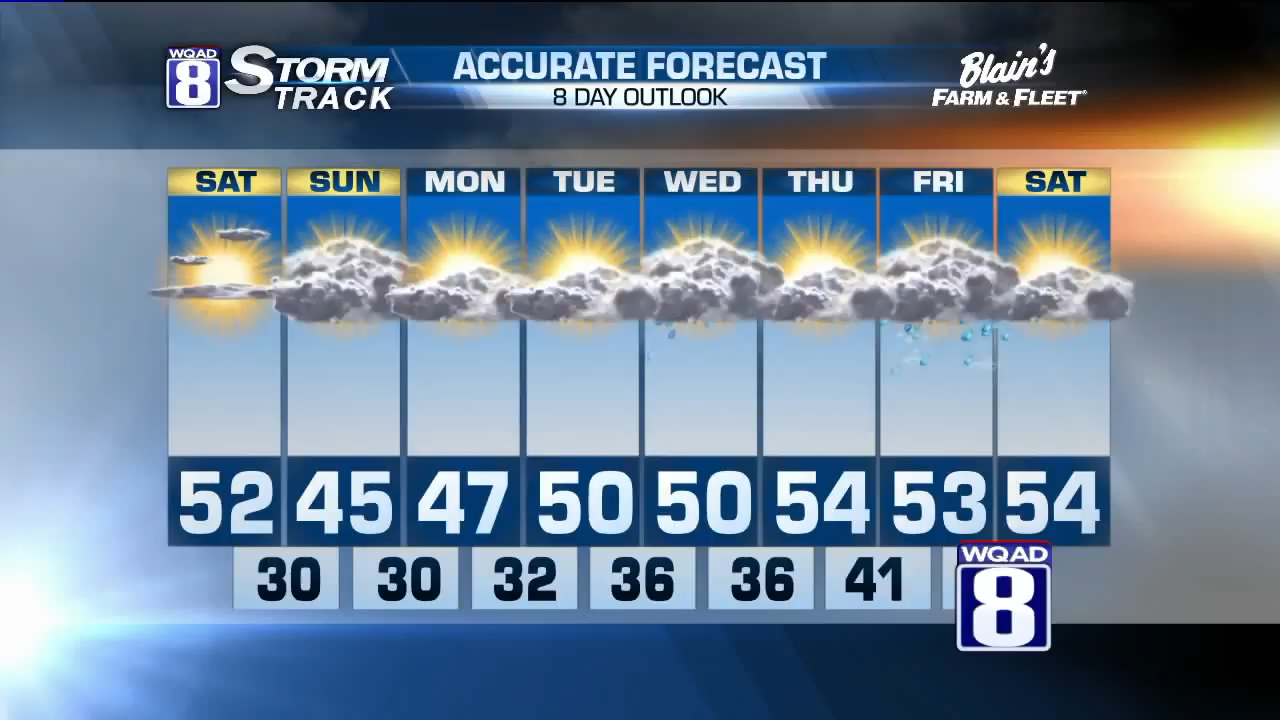 WQAD
8
STORM
TRACK
ACCURATE FORECAST
8 DAY OUTLOOK
Blain's
FARM & FLEET
SAT SUN MON TUE WED THU FRI SAT
52 45 47 50 50 54 53 54
30 30 32 36 36 41
WQAD
8